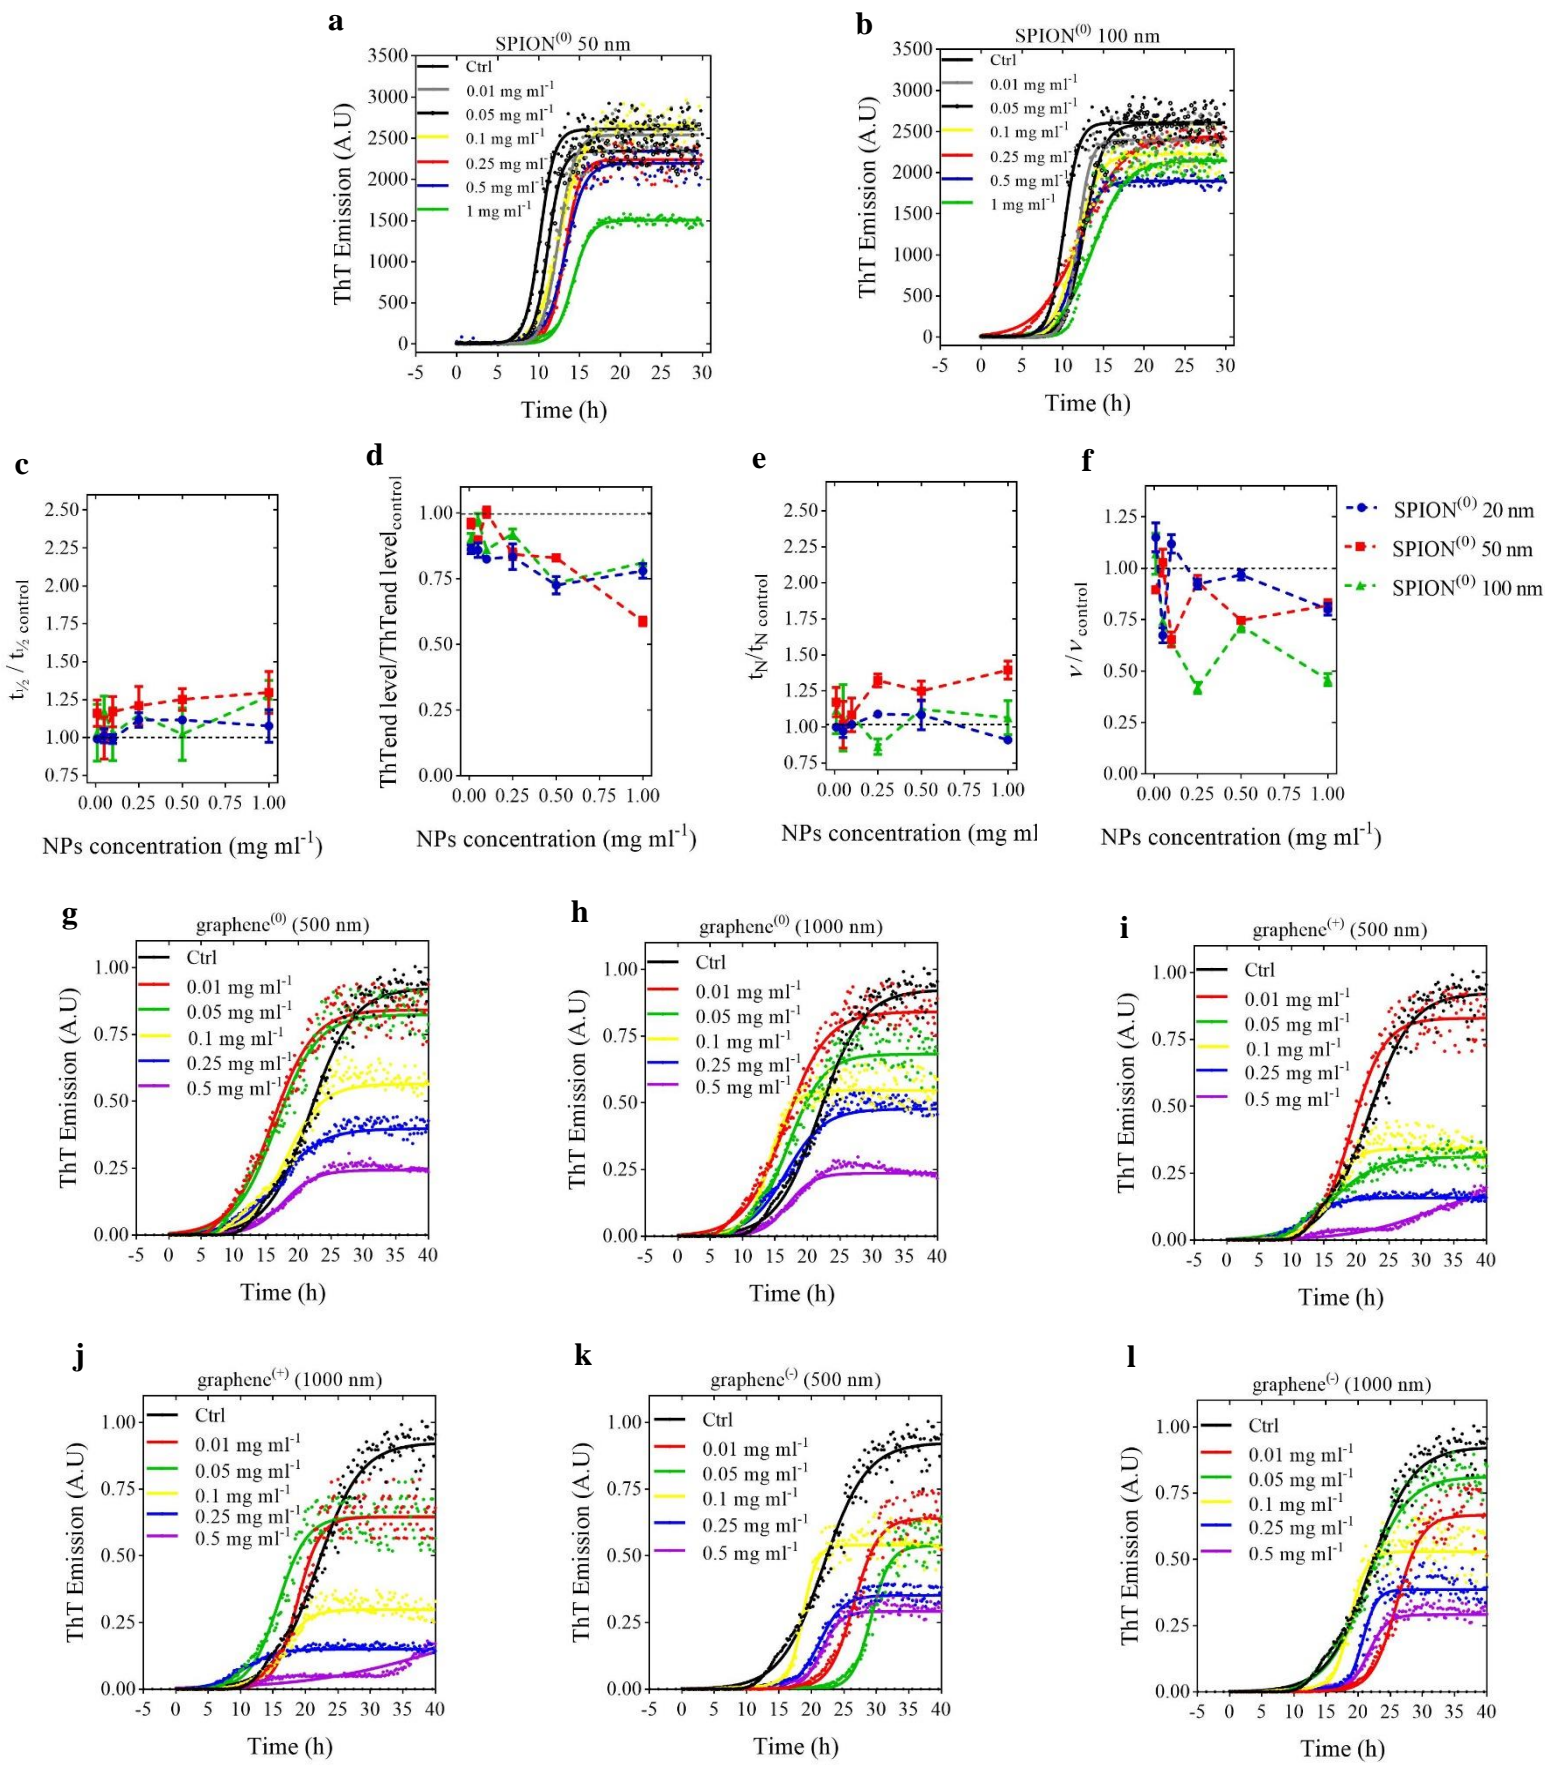 a
SPION(0) 50 nm
Ctrl
0.01 mg ml-1
0.05 mg ml-1
0.1 mg ml-1
0.25 mg ml-1
0.5 mg ml-1
1 mg ml-1
3500
3000
2500
2000
1500
1000
500
0
ThT Emission (A.U)
-5 0 5 10 15 20 25 30
Time (h)
b
SPION(0) 100 nm
Ctrl
0.01 mg ml-1
0.05 mg ml-1
0.1 mg ml-1
0.25 mg ml-1
0.5 mg ml-1
1 mg ml-1
3500
3000
2500
2000
1500
1000
500
0
ThT Emission (A.U)
-5 0 5 10 15 20 25 30
Time (h)
c
2.50
2.25
2.00
1.75
1.50
1.25
1.00
0.75
t½ / t½ control
0.00 0.25 0.50 0.75 1.00
NPs concentration (mg ml-1)
d
1.00
0.75
0.50
0.25
0.00
ThTend level/ThTend levelcontrol
0.00 0.25 0.50 0.75 1.00
NPs concentration (mg ml-1)
e
2.50
2.25
2.00
1.75
1.50
1.25
1.00
0.75
tN/tN control
0.00 0.25 0.50 0.75 1.00
NPs concentration (mg ml
f
1.25
1.00
0.75
0.50
0.25
0.00
ν/νcontrol
0.00 0.25 0.50 0.75 1.00
NPs concentration (mg ml-1)
SPION(0) 20 nm
SPION(0) 50 nm
SPION(0) 100 nm
g
graphene(0) (500 nm)
Ctrl
0.01 mg ml-1
0.05 mg ml-1
0.1 mg ml-1
0.25 mg ml-1
0.5 mg ml-1
1.00
0.75
0.50
0.25
0.00
ThT Emission (A.U)
-5 0 5 10 15 20 25 30 35 40
Time (h)
h
graphene(0) (1000 nm)
Ctrl
0.01 mg ml-1
0.05 mg ml-1
0.1 mg ml-1
0.25 mg ml-1
0.5 mg ml-1
1.00
0.75
0.50
0.25
0.00
ThT Emission (A.U)
-5 0 5 10 15 20 25 30 35 40
Time (h)
i
graphene(+) (500 nm)
Ctrl
0.01 mg ml-1
0.05 mg ml-1
0.1 mg ml-1
0.25 mg ml-1
0.5 mg ml-1
1.00
0.75
0.50
0.25
0.00
ThT Emission (A.U)
-5 0 5 10 15 20 25 30 35 40
Time (h)
j
graphene(+) (1000 nm)
Ctrl
0.01 mg ml-1
0.05 mg ml-1
0.1 mg ml-1
0.25 mg ml-1
0.5 mg ml-1
1.00
0.75
0.50
0.25
0.00
ThT Emission (A.U)
-5 0 5 10 15 20 25 30 35 40
Time (h)
k
graphene(-) (500 nm)
Ctrl
0.01 mg ml-1
0.05 mg ml-1
0.1 mg ml-1
0.25 mg ml-1
0.5 mg ml-1
1.00
0.75
0.50
0.25
0.00
ThT Emission (A.U)
-5 0 5 10 15 20 25 30 35 40
Time (h)
l
graphene(-) (1000 nm)
Ctrl
0.01 mg ml-1
0.05 mg ml-1
0.1 mg ml-1
0.25 mg ml-1
0.5 mg ml-1
1.00
0.75
0.50
0.25
0.00
ThT Emission (A.U)
-5 0 5 10 15 20 25 30 35 40
Time (h)